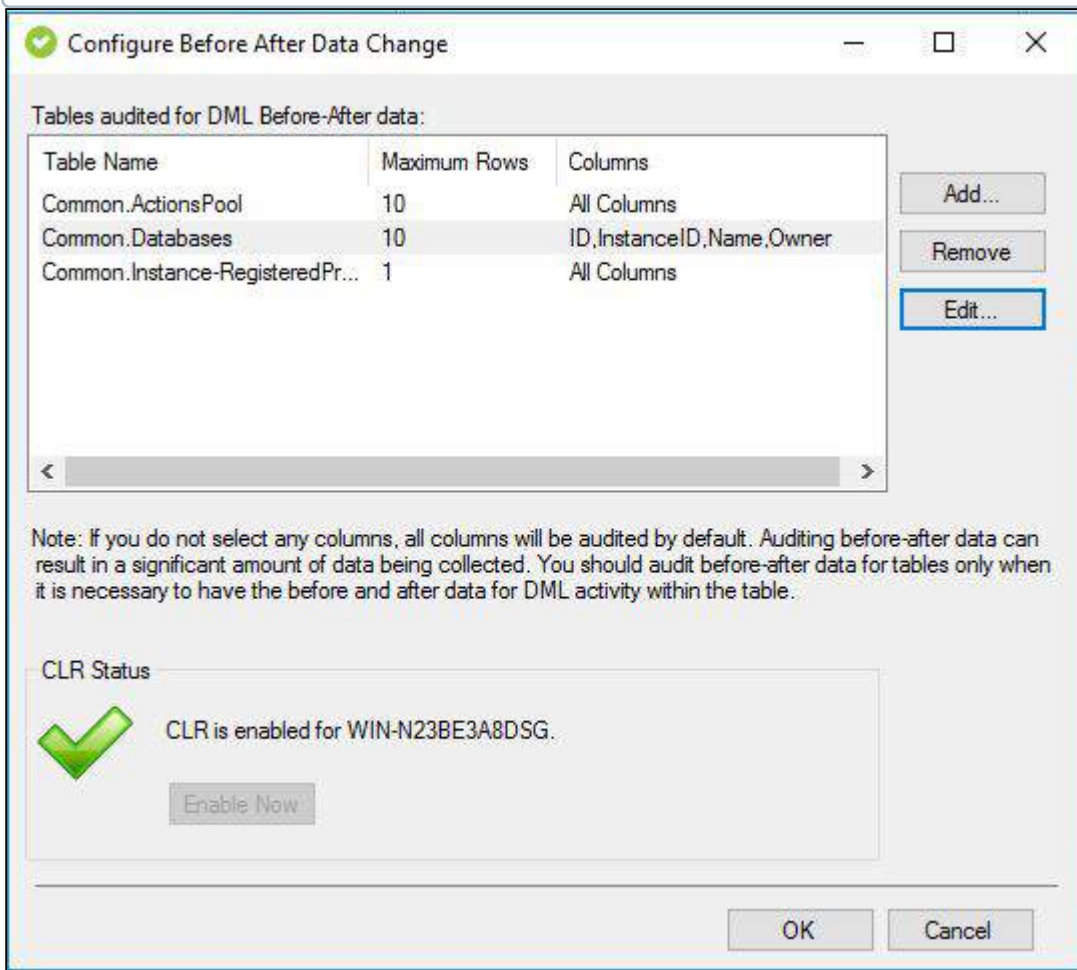 Configure Before After Data Change
Tables audited for DML Before-After data:
Table Name Maximum Rows Columns
Common.ActionsPool 10 All Columns
Common.Databases 10 ID,InstanceID,Name,Owner
Common.Instance-RegisteredPr... 1 All Columns
Add...
Remove
Edit...
Note: If you do not select any columns, all columns will be audited by default. Auditing before-after data can
result in a significant amount of data being collected. You should audit before-after data for tables only when
it is necessary to have the before and after data for DML activity within the table.
CLR Status
CLR is enabled for WIN-N23BE3A8DSG.
Enable Now
OK Cancel